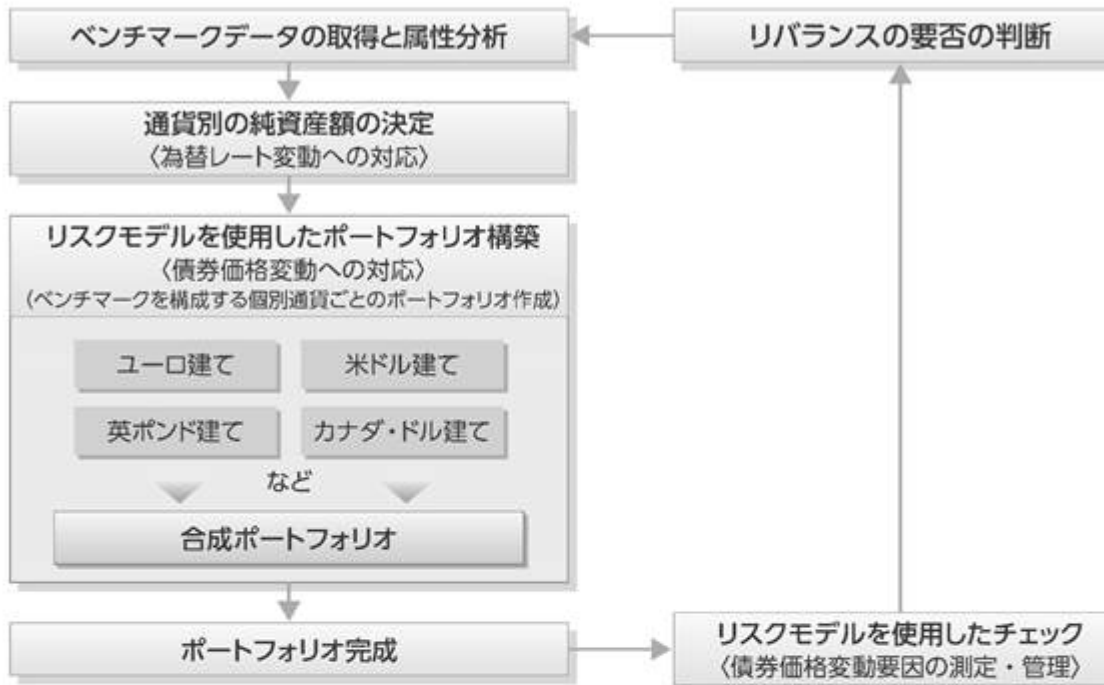 ベンチマークデータの取得と属性分析
リバランスの要否の判断
通貨別の純資産額の決定
〈為替レート変動への対応〉
リスクモデルを使用したポートフォリオ構築
〈債券価格変動への対応〉
(ベンチマークを構成する個別通貨ごとのポートフォリオ作成)
ユーロ建て
米ドル建て
英ポンド建て
カナダ・ドル建て
など
合成ポートフォリオ
ポートフォリオ完成
リスクモデルを使用したチェック
〈債券価格変動要因の測定・管理〉